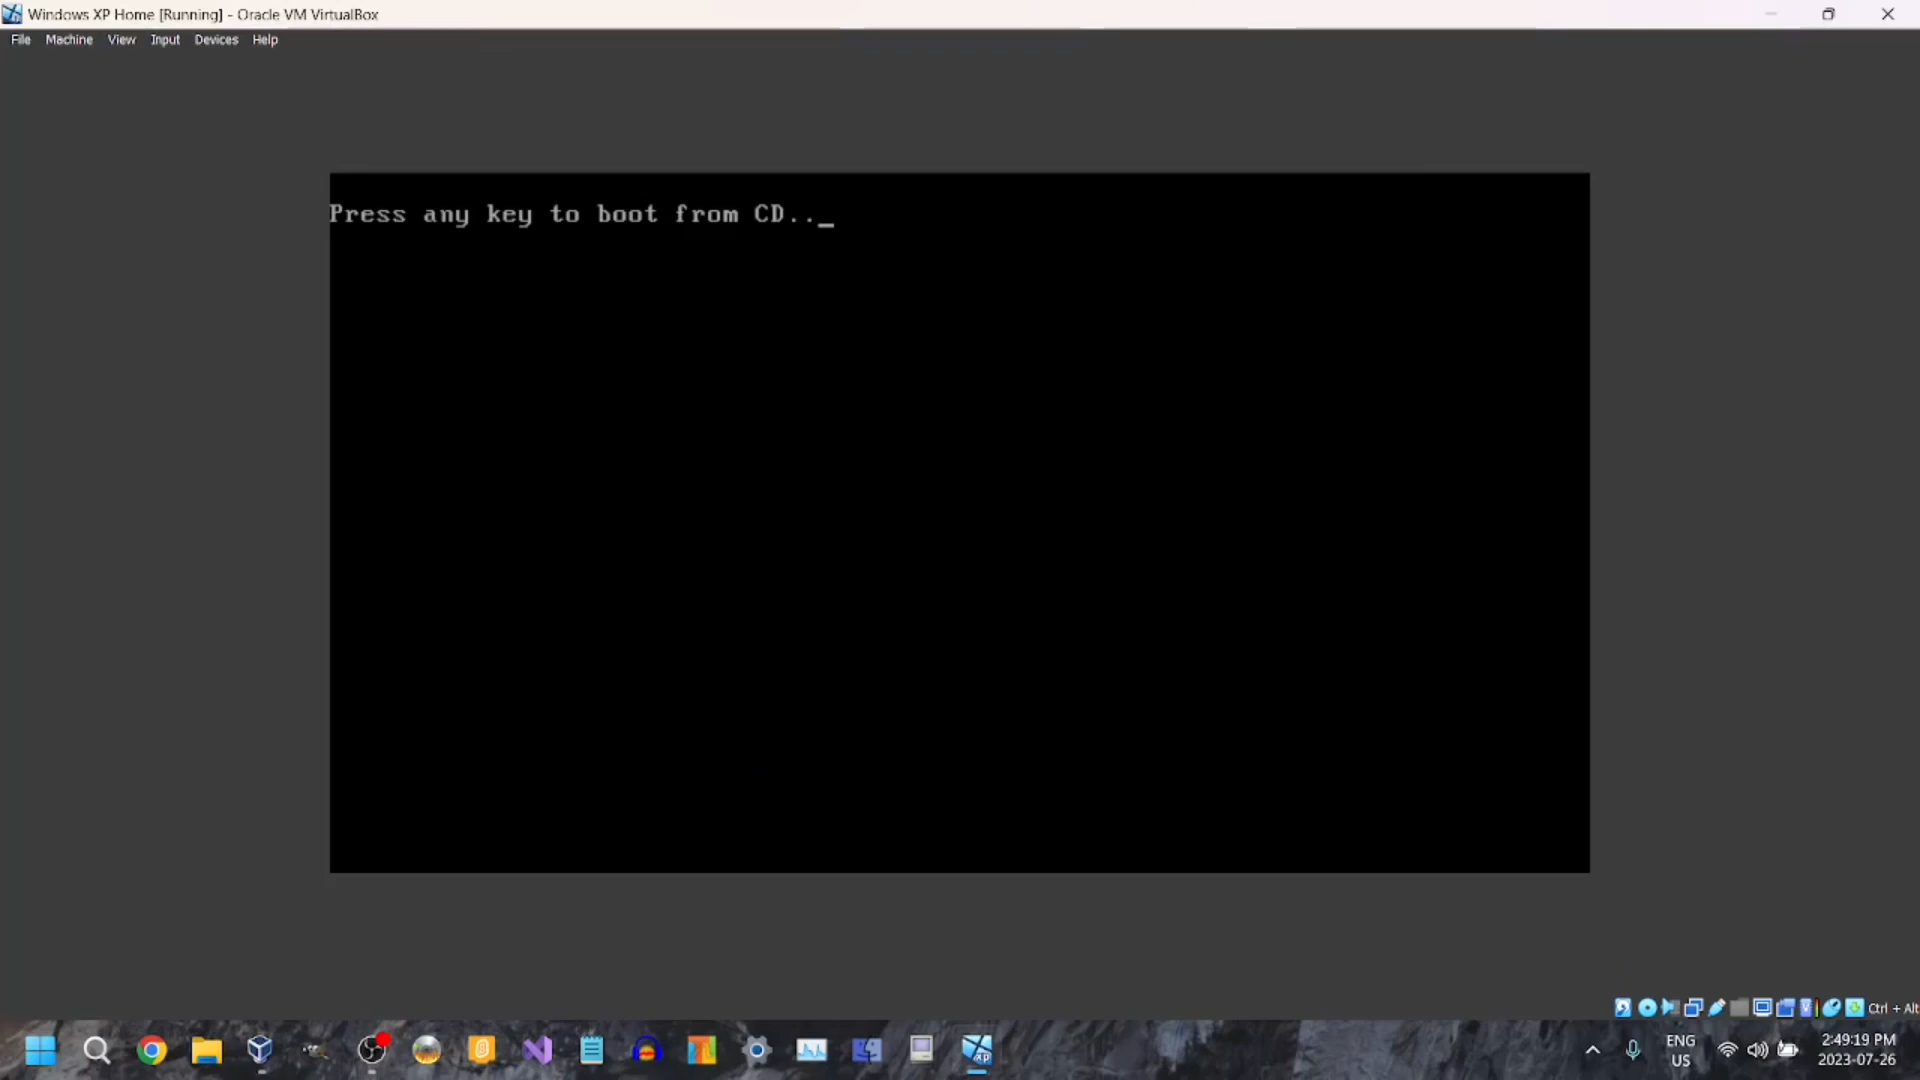 Windows XP Home [Running] - Oracle VM VirtualBox
File Machine View Input Devices Help
Press any key to boot from CD.._
Ctrl + Alt
ENG
US
2:49:19 PM
2023-07-26